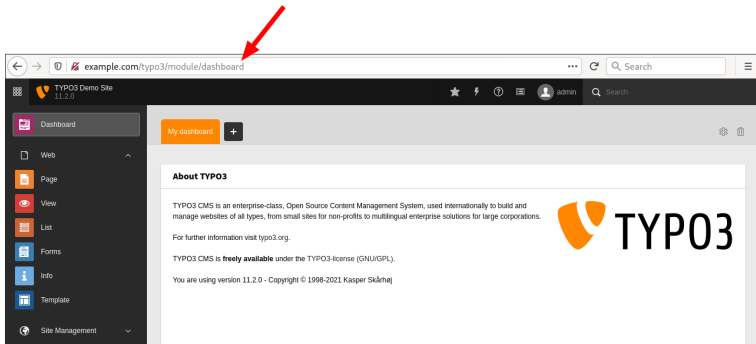 example.com/typo3/module/dashboard
Search
TYPO3 Demo Site
11.2.0
admin
Search
Dashboard
My dashboard
+
Web
Page
View
List
Forms
Info
Template
Site Management
About TYPO3
TYPO3 CMS is an enterprise-class, Open Source Content Management System, used internationally to build and
manage websites of all types, from small sites for non-profits to multilingual enterprise solutions for large corporations.
For further information visit typo3.org.
TYPO3 CMS is freely available under the TYPO3-license (GNU/GPL).
You are using version 11.2.0 - Copyright © 1998-2021 Kasper Skårhøj
TYPO3